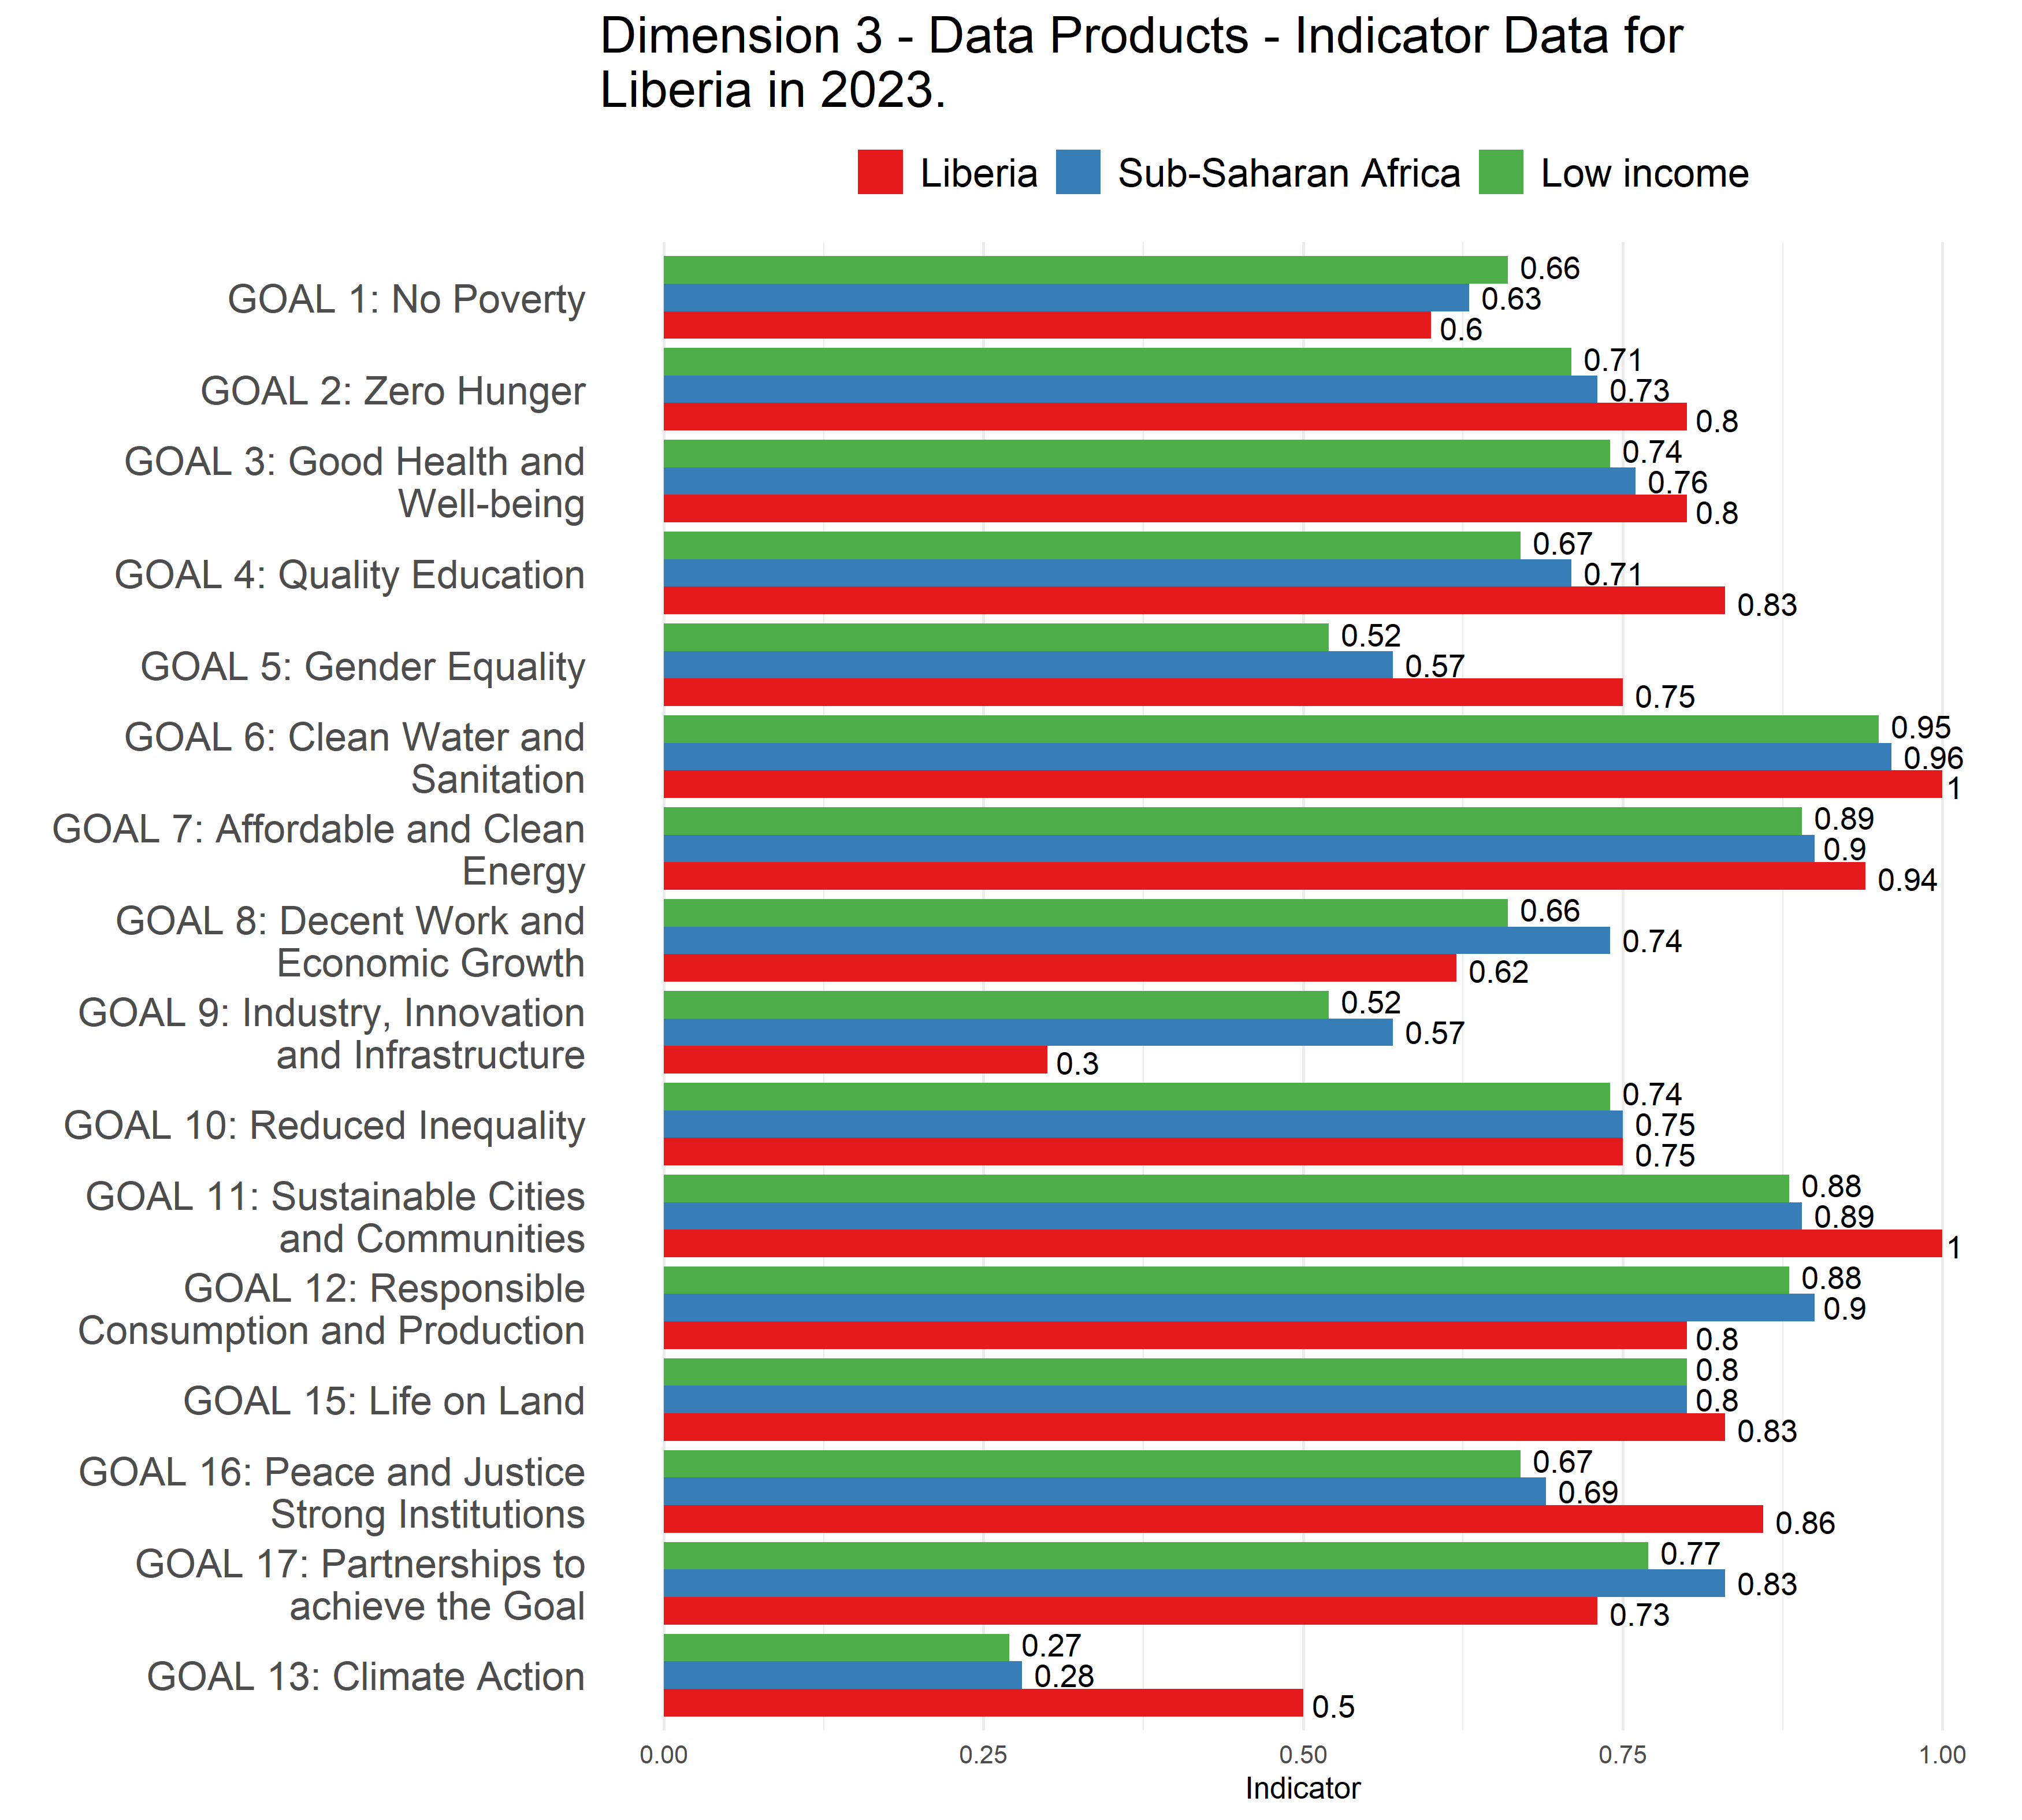 Dimension 3 - Data Products - Indicator Data for
Liberia in 2023.
Liberia
Sub-Saharan Africa
Low income
GOAL 1: No Poverty
0.66
0.63
0.6
GOAL 2: Zero Hunger
0.71
0.73
0.8
GOAL 3: Good Health and
Well-being
0.74
0.76
0.8
GOAL 4: Quality Education
0.67
0.71
0.83
GOAL 5: Gender Equality
0.52
0.57
0.75
GOAL 6: Clean Water and
Sanitation
0.95
0.96
1
GOAL 7: Affordable and Clean
Energy
0.89
0.9
0.94
GOAL 8: Decent Work and
Economic Growth
0.66
0.74
0.62
GOAL 9: Industry, Innovation
and Infrastructure
0.52
0.57
0.3
GOAL 10: Reduced Inequality
0.74
0.75
0.75
GOAL 11: Sustainable Cities
and Communities
0.88
0.89
1
GOAL 12: Responsible
Consumption and Production
0.88
0.9
0.8
GOAL 15: Life on Land
0.8
0.8
0.83
GOAL 16: Peace and Justice
Strong Institutions
0.67
0.69
0.86
GOAL 17: Partnerships to
achieve the Goal
0.77
0.83
0.73
GOAL 13: Climate Action
0.27
0.28
0.5
0.00
0.25
0.50
0.75
1.00
Indicator